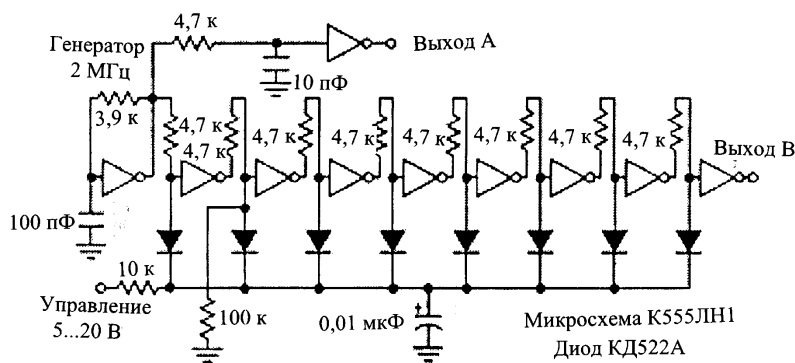 4,7 к
Генератор
2 МГц
Выход А
10 пФ
3,9 к
4,7 к
4,7 к
4,7 к
4,7 к
4,7 к
4,7 к
4,7 к
4,7 к
Выход В
100 пФ
10 к
Управление
5...20 В
100 к
0,01 мкФ
+
Микросхема К555ЛН1
Диод КД522А